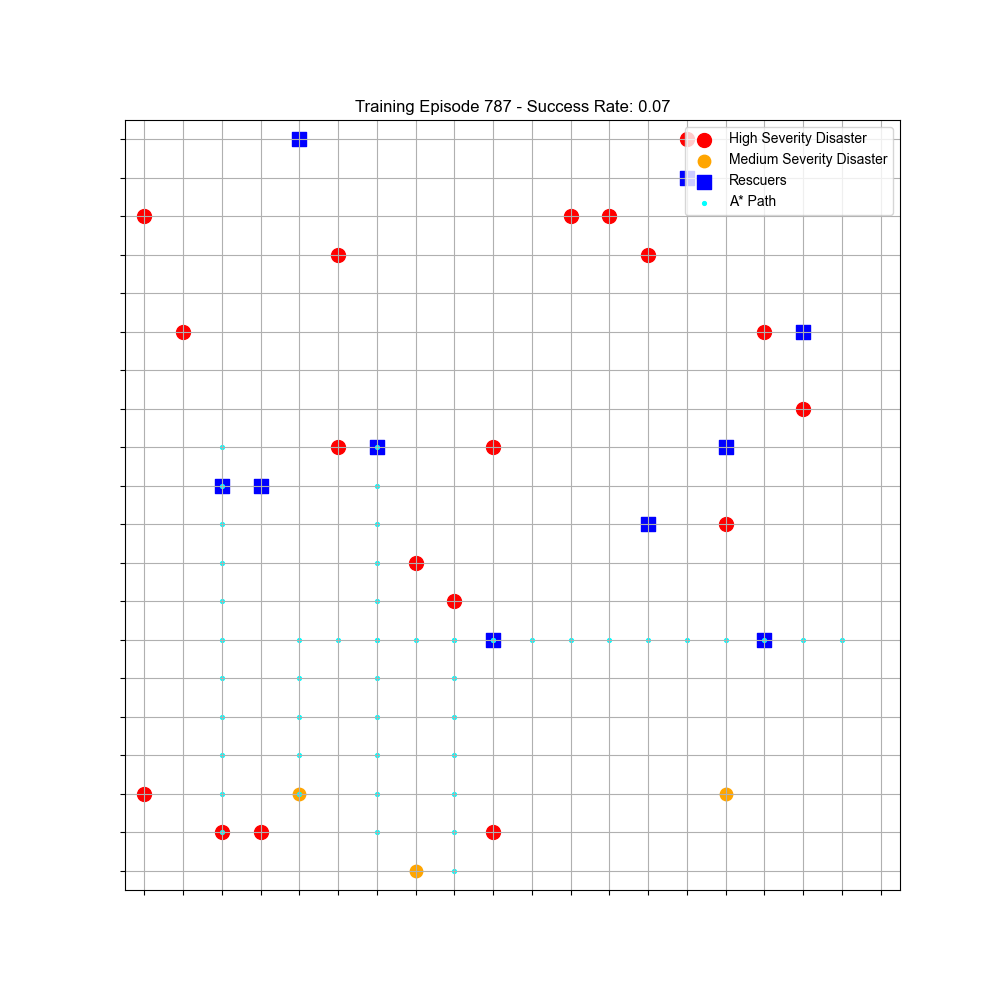 Training Episode 787 - Success Rate: 0.07
High Severity Disaster
Medium Severity Disaster
Rescuers
A* Path